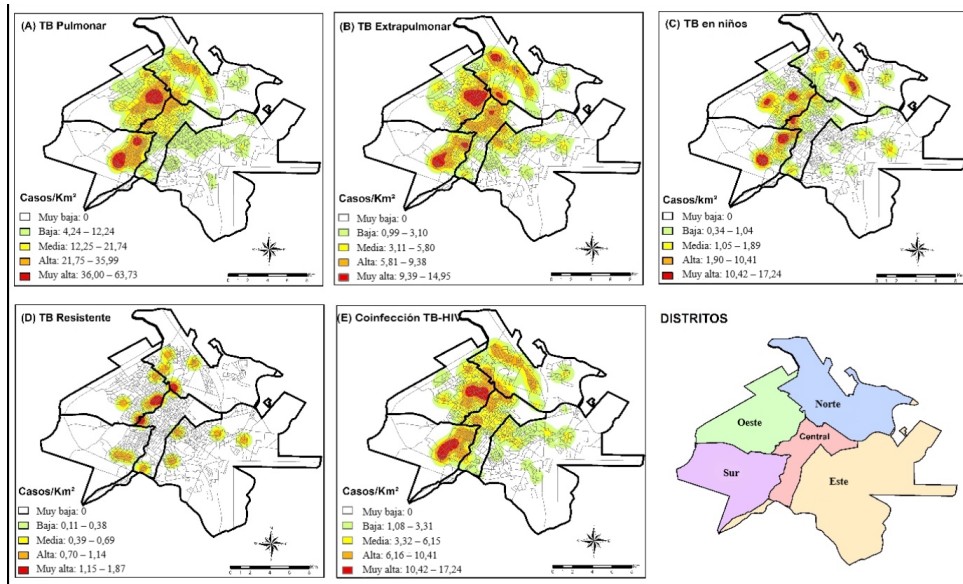 (A) TB Pulmonar
Casos/Km²
Muy baja: 0
Baja: 4,24 – 12,24
Media: 12,25 – 21,74
Alta: 21,75 – 35,99
Muy alta: 36,00 – 63,73
(B) TB Extrapulmonar
Casos/Km²
Muy baja: 0
Baja: 0,99 – 3,10
Media: 3,11 – 5,80
Alta: 5,81 – 9,38
Muy alta: 9,39 – 14,95
(C) TB en niños
Casos/km²
Muy baja: 0
Baja: 0,34 – 1,04
Media: 1,05 – 1,89
Alta: 1,90 – 10,41
Muy alta: 10,42 – 17,24
(D) TB Resistente
Casos/Km²
Muy baja: 0
Baja: 0,11 – 0,38
Media: 0,39 – 0,69
Alta: 0,70 – 1,14
Muy alta: 1,15 – 1,87
(E) Coinfección TB-HIV
Casos/Km²
Muy baja: 0
Baja: 1,08 – 3,31
Media: 3,32 – 6,15
Alta: 6,16 – 10,41
Muy alta: 10,42 – 17,24
DISTRITOS
Norte
Oeste
Central
Sur
Este